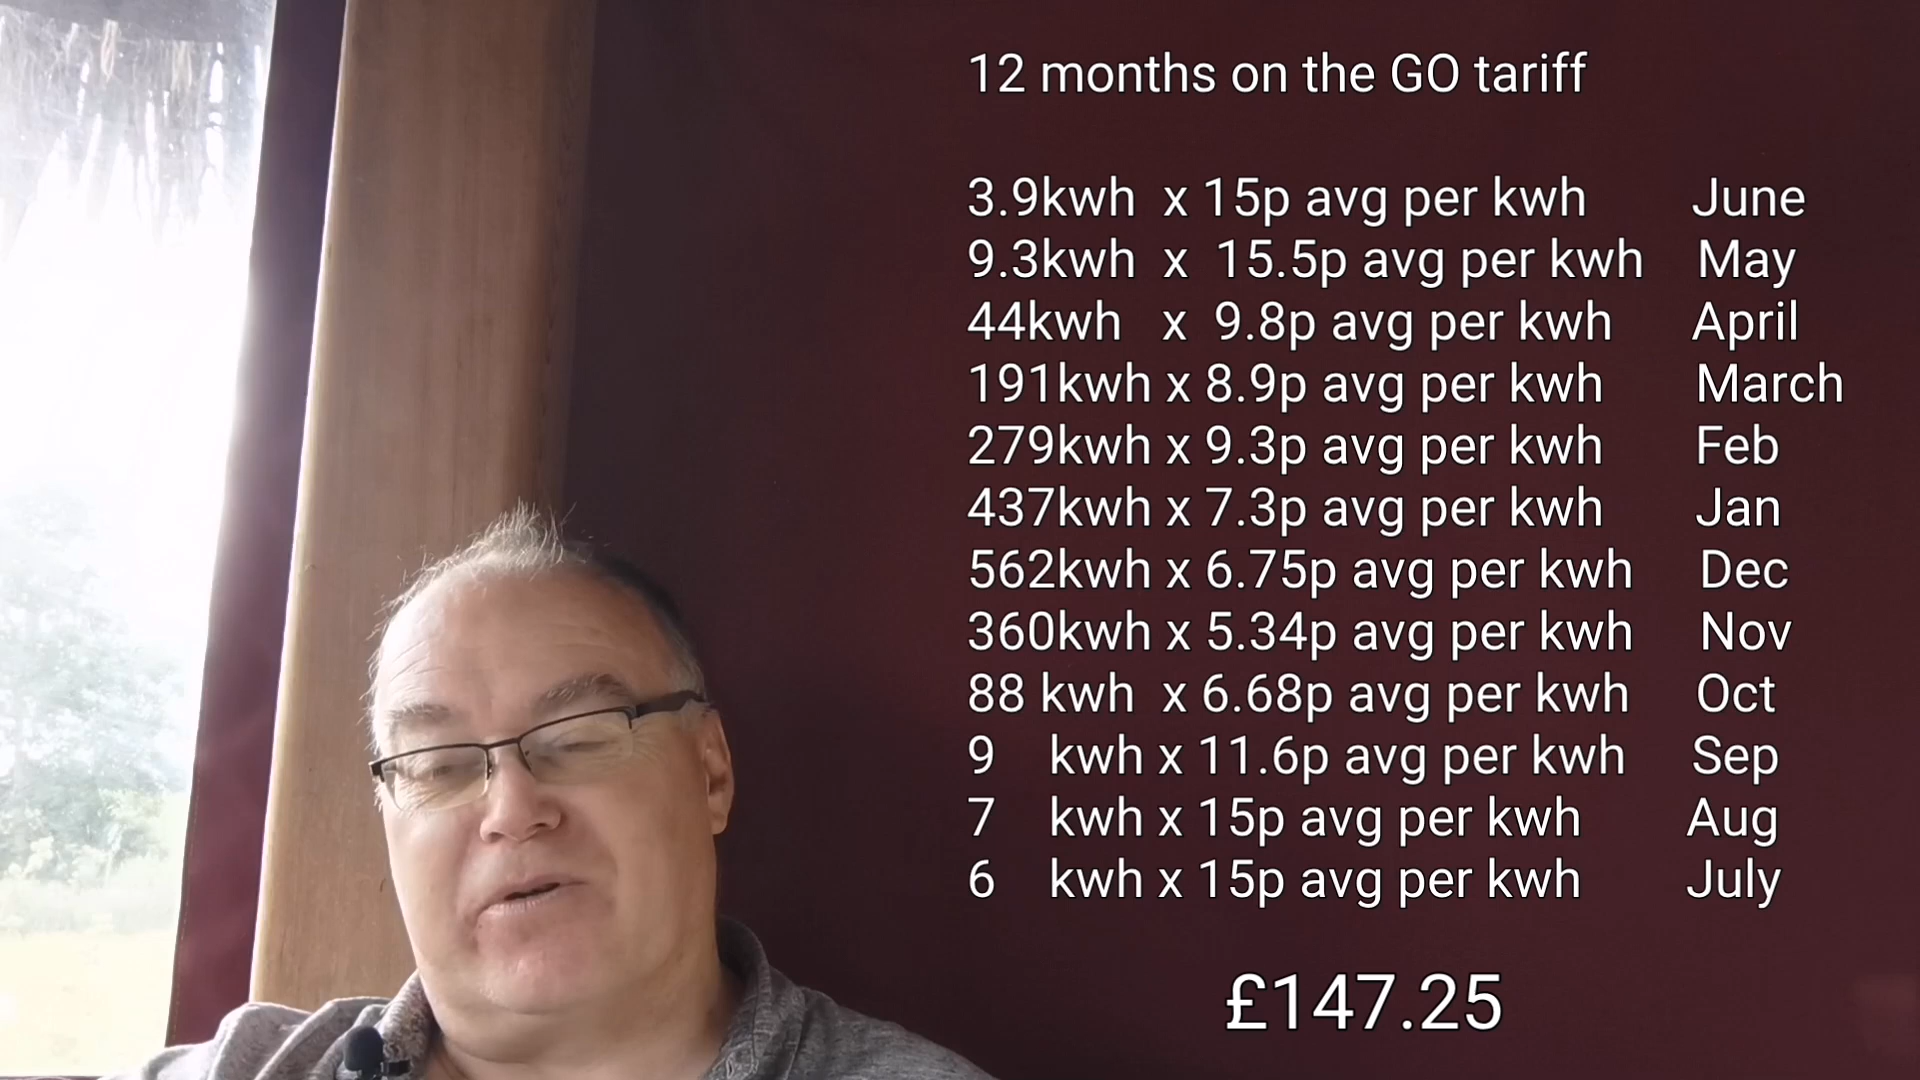 12 months on the GO tariff
3.9kwh x 15p avg per kwh June
9.3kwh x 15.5p avg per kwh May
44kwh x 9.8p avg per kwh April
191kwh x 8.9p avg per kwh March
279kwh x 9.3p avg per kwh Feb
437kwh x 7.3p avg per kwh Jan
562kwh x 6.75p avg per kwh Dec
360kwh x 5.34p avg per kwh Nov
88 kwh x 6.68p avg per kwh Oct
9 kwh x 11.6p avg per kwh Sep
7 kwh x 15p avg per kwh Aug
6 kwh x 15p avg per kwh July
£147.25